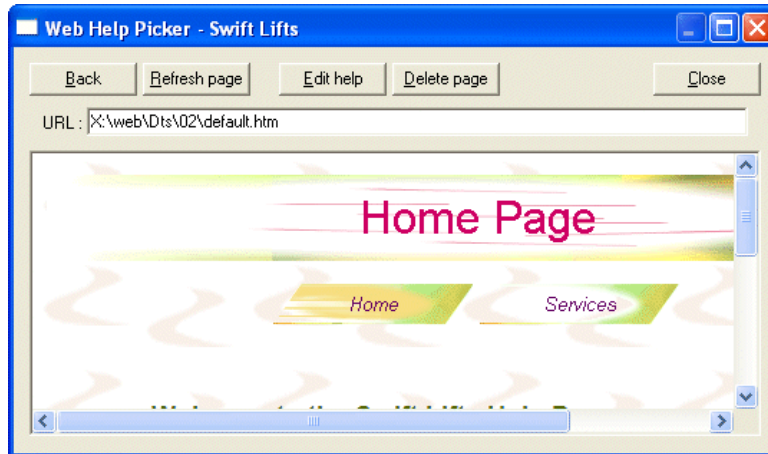 Web Help Picker - Swift Lifts
Back Refresh page Edit help Delete page Close
URL : X:\web\Dts\02\default.htm
Home Page
Home Services